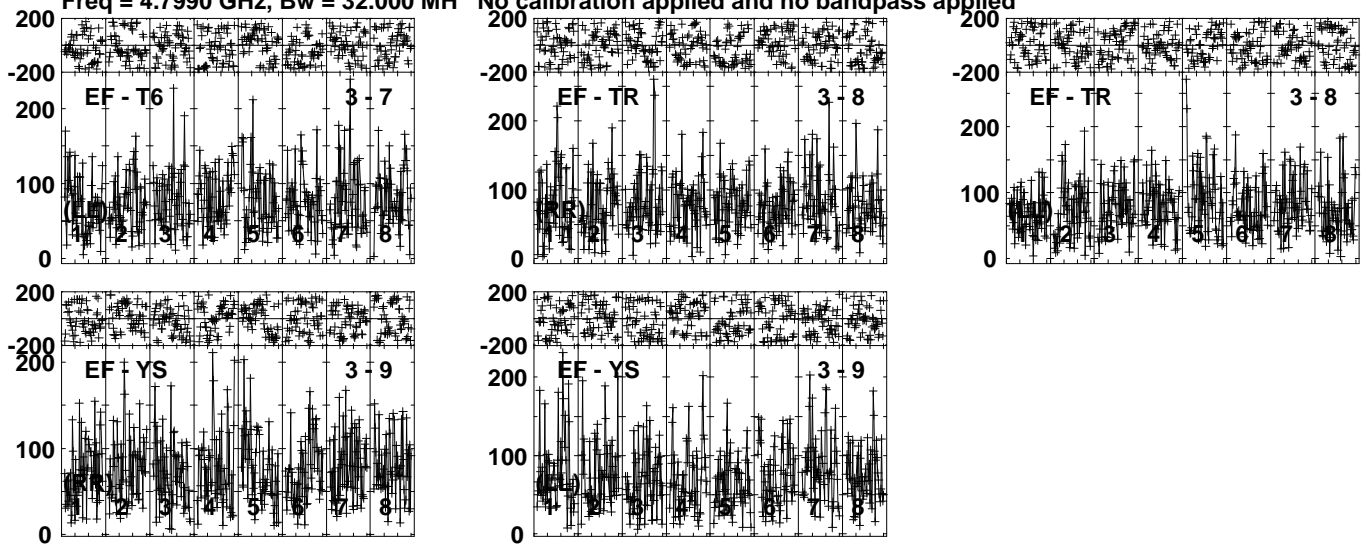 Freq = 4.7990 GHz, Bw = 32.000 MH No calibration applied and no bandpass applied
200 200 200
-200 -200 -200
EF - T6 3 - 7 EF - TR 3 - 8 EF - TR 3 - 8
200 200 200
100 100 100
(LL) (RR) (LL)
1 2 3 4 5 6 7 8 1 2 3 4 5 6 7 8 1 2 3 4 5 6 7 8
0 0 0
200 200
-200 -200
EF - YS 3 - 9 EF - YS 3 - 9
200 200
100 100
(RR) (LL)
1 2 3 4 5 6 7 8 1 2 3 4 5 6 7 8
0 0